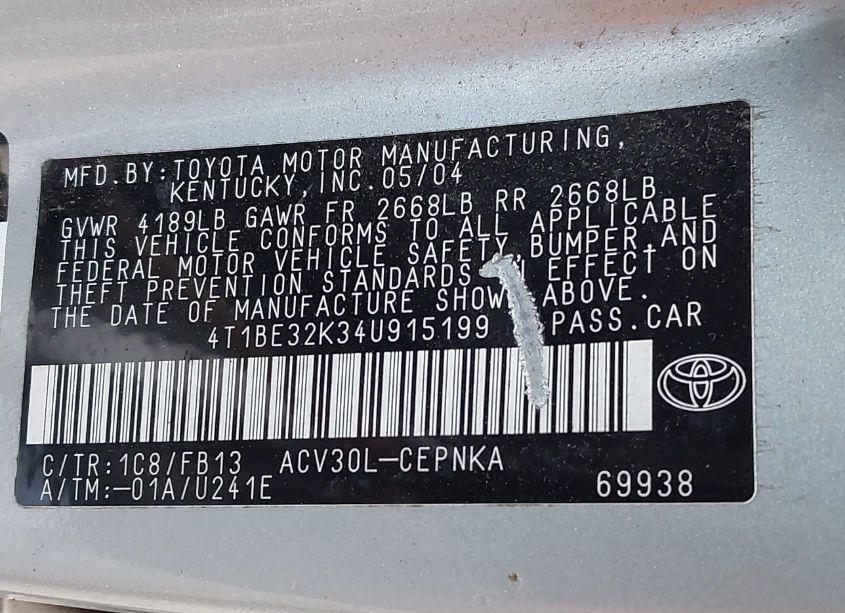 MFD.BY:TOYOTA MOTOR MANUFACTURING,
KENTUCKY,INC.05/04
GVWR 4189LB GAWR FR 2668LB RR 2668LB
THIS VEHICLE CONFORMS TO ALL APPLICABLE
FEDERAL MOTOR VEHICLE SAFETY,BUMPER,AND
THEFT PREVENTION STANDARDS EFFECT ON
THE DATE OF MANUFACTURE SHOW ABOVE.
4T1BE32K34U915199 PASS.CAR
C/TR:1C8/FB13 ACV30L-CEPNKA
A/TM:-01A/U241E 69938